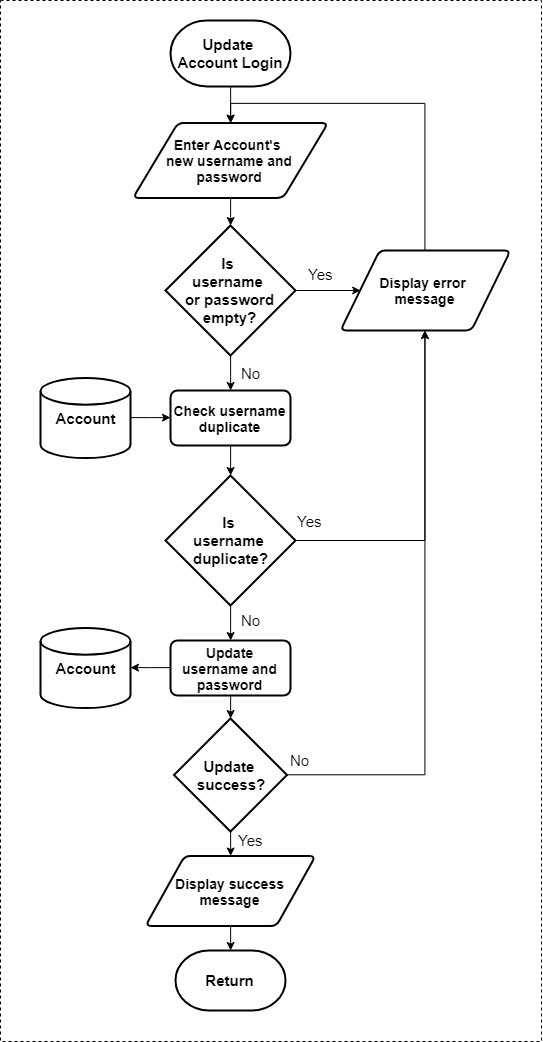 Update
Account Login
Enter Account's
new username and
password
Is
username
or password
empty?
Yes
Display error
message
No
Account
Check username
duplicate
Is
username
duplicate?
Yes
No
Account
Update
username and
password
Update
success?
No
Yes
Display success
message
Return